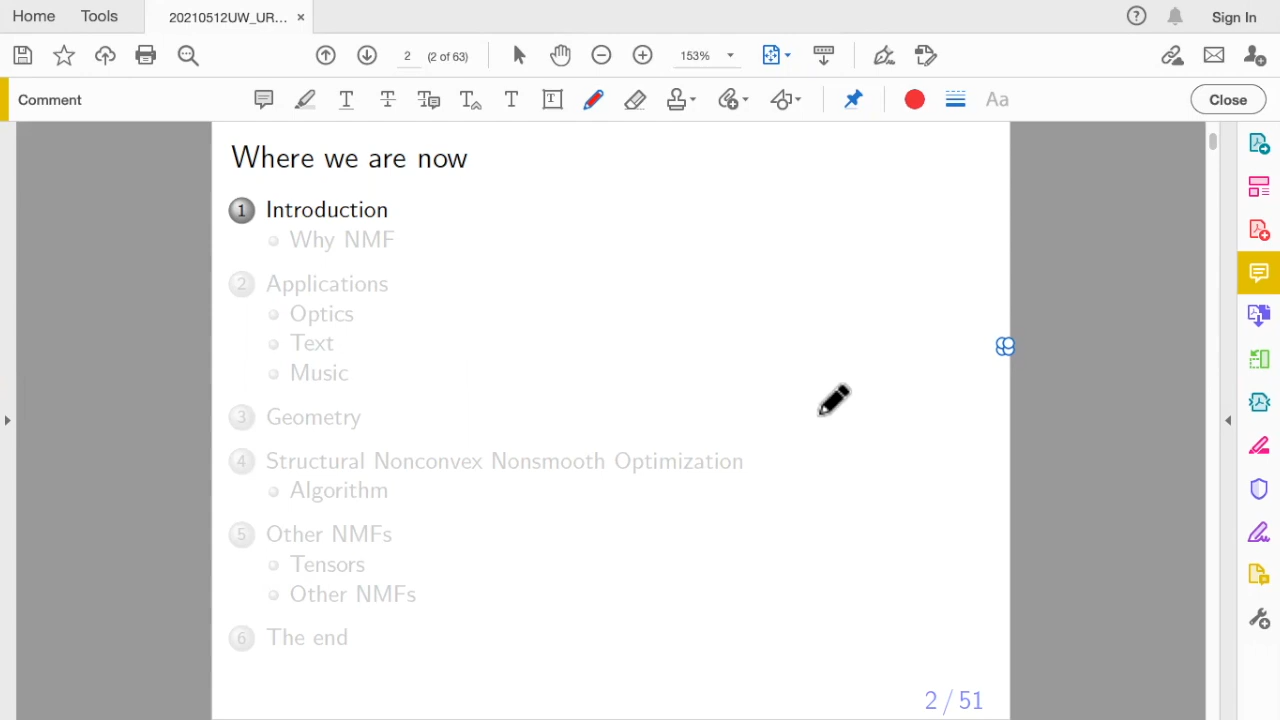 Home Tools 20210512UW_UR... × Sign In
2 (2 of 63) 153%
Comment Aa Close
Where we are now
1 Introduction
Why NMF
2 Applications
Optics
Text
Music
3 Geometry
4 Structural Nonconvex Nonsmooth Optimization
Algorithm
5 Other NMFs
Tensors
Other NMFs
6 The end
2 / 51